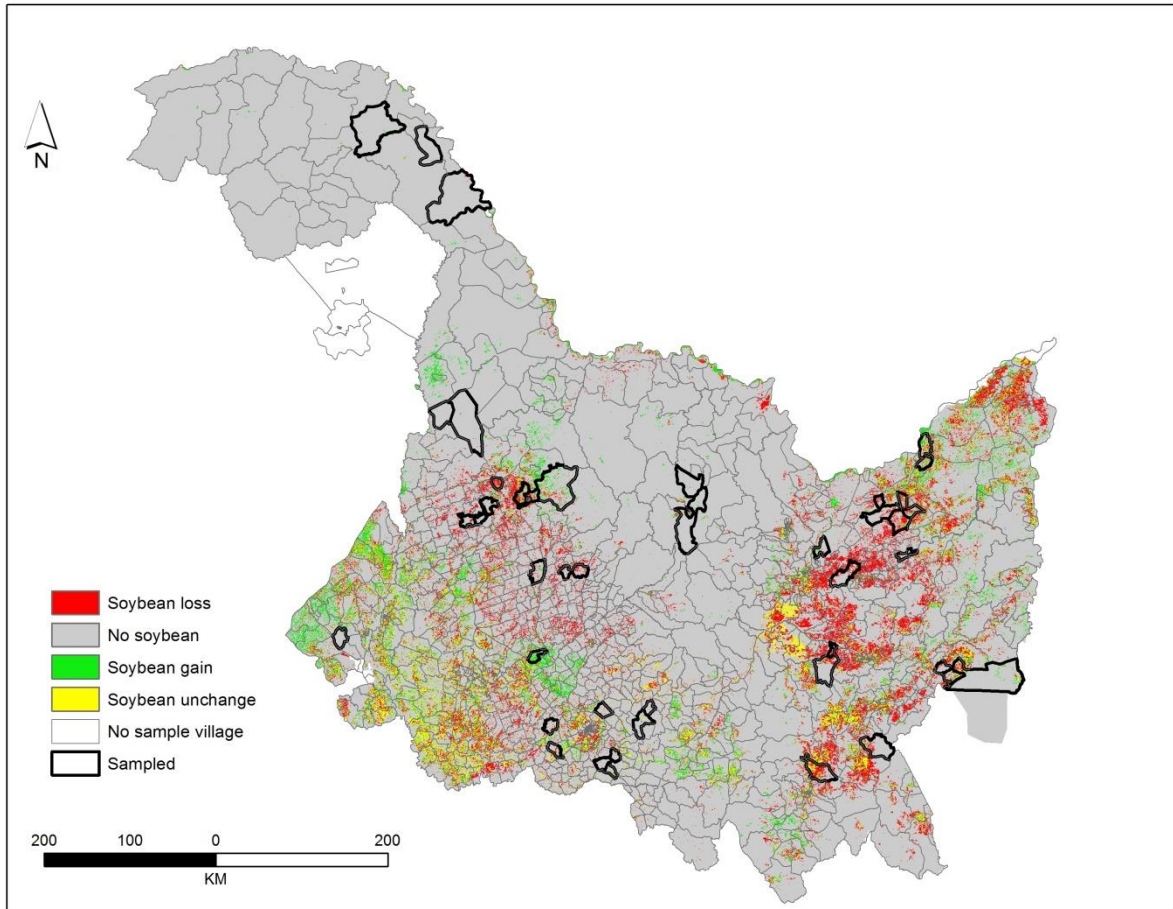 N
Soybean loss
No soybean
Soybean gain
Soybean unchange
No sample village
Sampled
200 100 0 200
KM